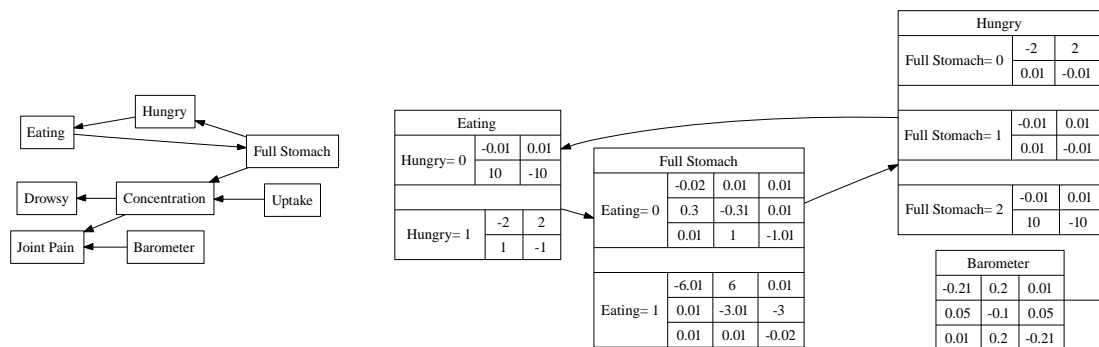 Hungry
Eating
Full Stomach
Drowsy
Concentration
Uptake
Joint Pain
Barometer
Eating
Hungry= 0
-0.01 0.01
10 -10
Hungry= 1
-2 2
1 -1
Full Stomach
Eating= 0
-0.02 0.01 0.01
0.3 -0.31 0.01
0.01 1 -1.01
Eating= 1
-6.01 6 0.01
0.01 -3.01 -3
0.01 0.01 -0.02
Hungry
Full Stomach= 0
-2 2
0.01 -0.01
Full Stomach= 1
-0.01 0.01
0.01 -0.01
Full Stomach= 2
-0.01 0.01
10 -10
Barometer
-0.21 0.2 0.01
0.05 -0.1 0.05
0.01 0.2 -0.21